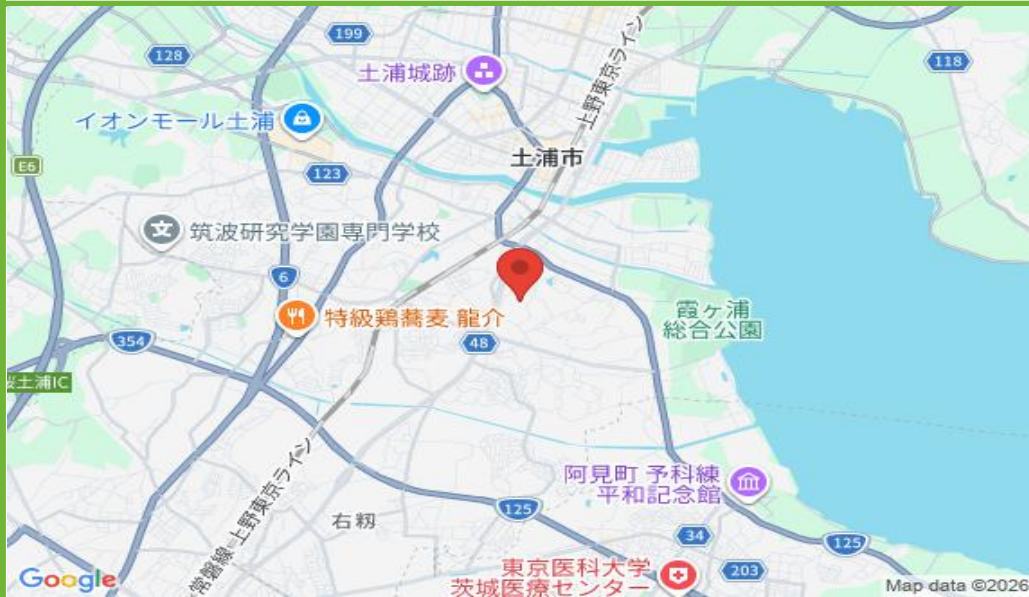 199
128
118
土浦城跡
上野東京ライン
イオンモール土浦
土浦市
E6
123
筑波研究学園専門学校
6
霞ヶ浦
総合公園
特級鶏蕎麦 龍介
354
48
桜土浦IC
阿見町 予科練
平和記念館
125
右籾
34
125
常磐線-上野東京ライン
東京医科大学
茨城医療センター
203
Google
Map data ©2026